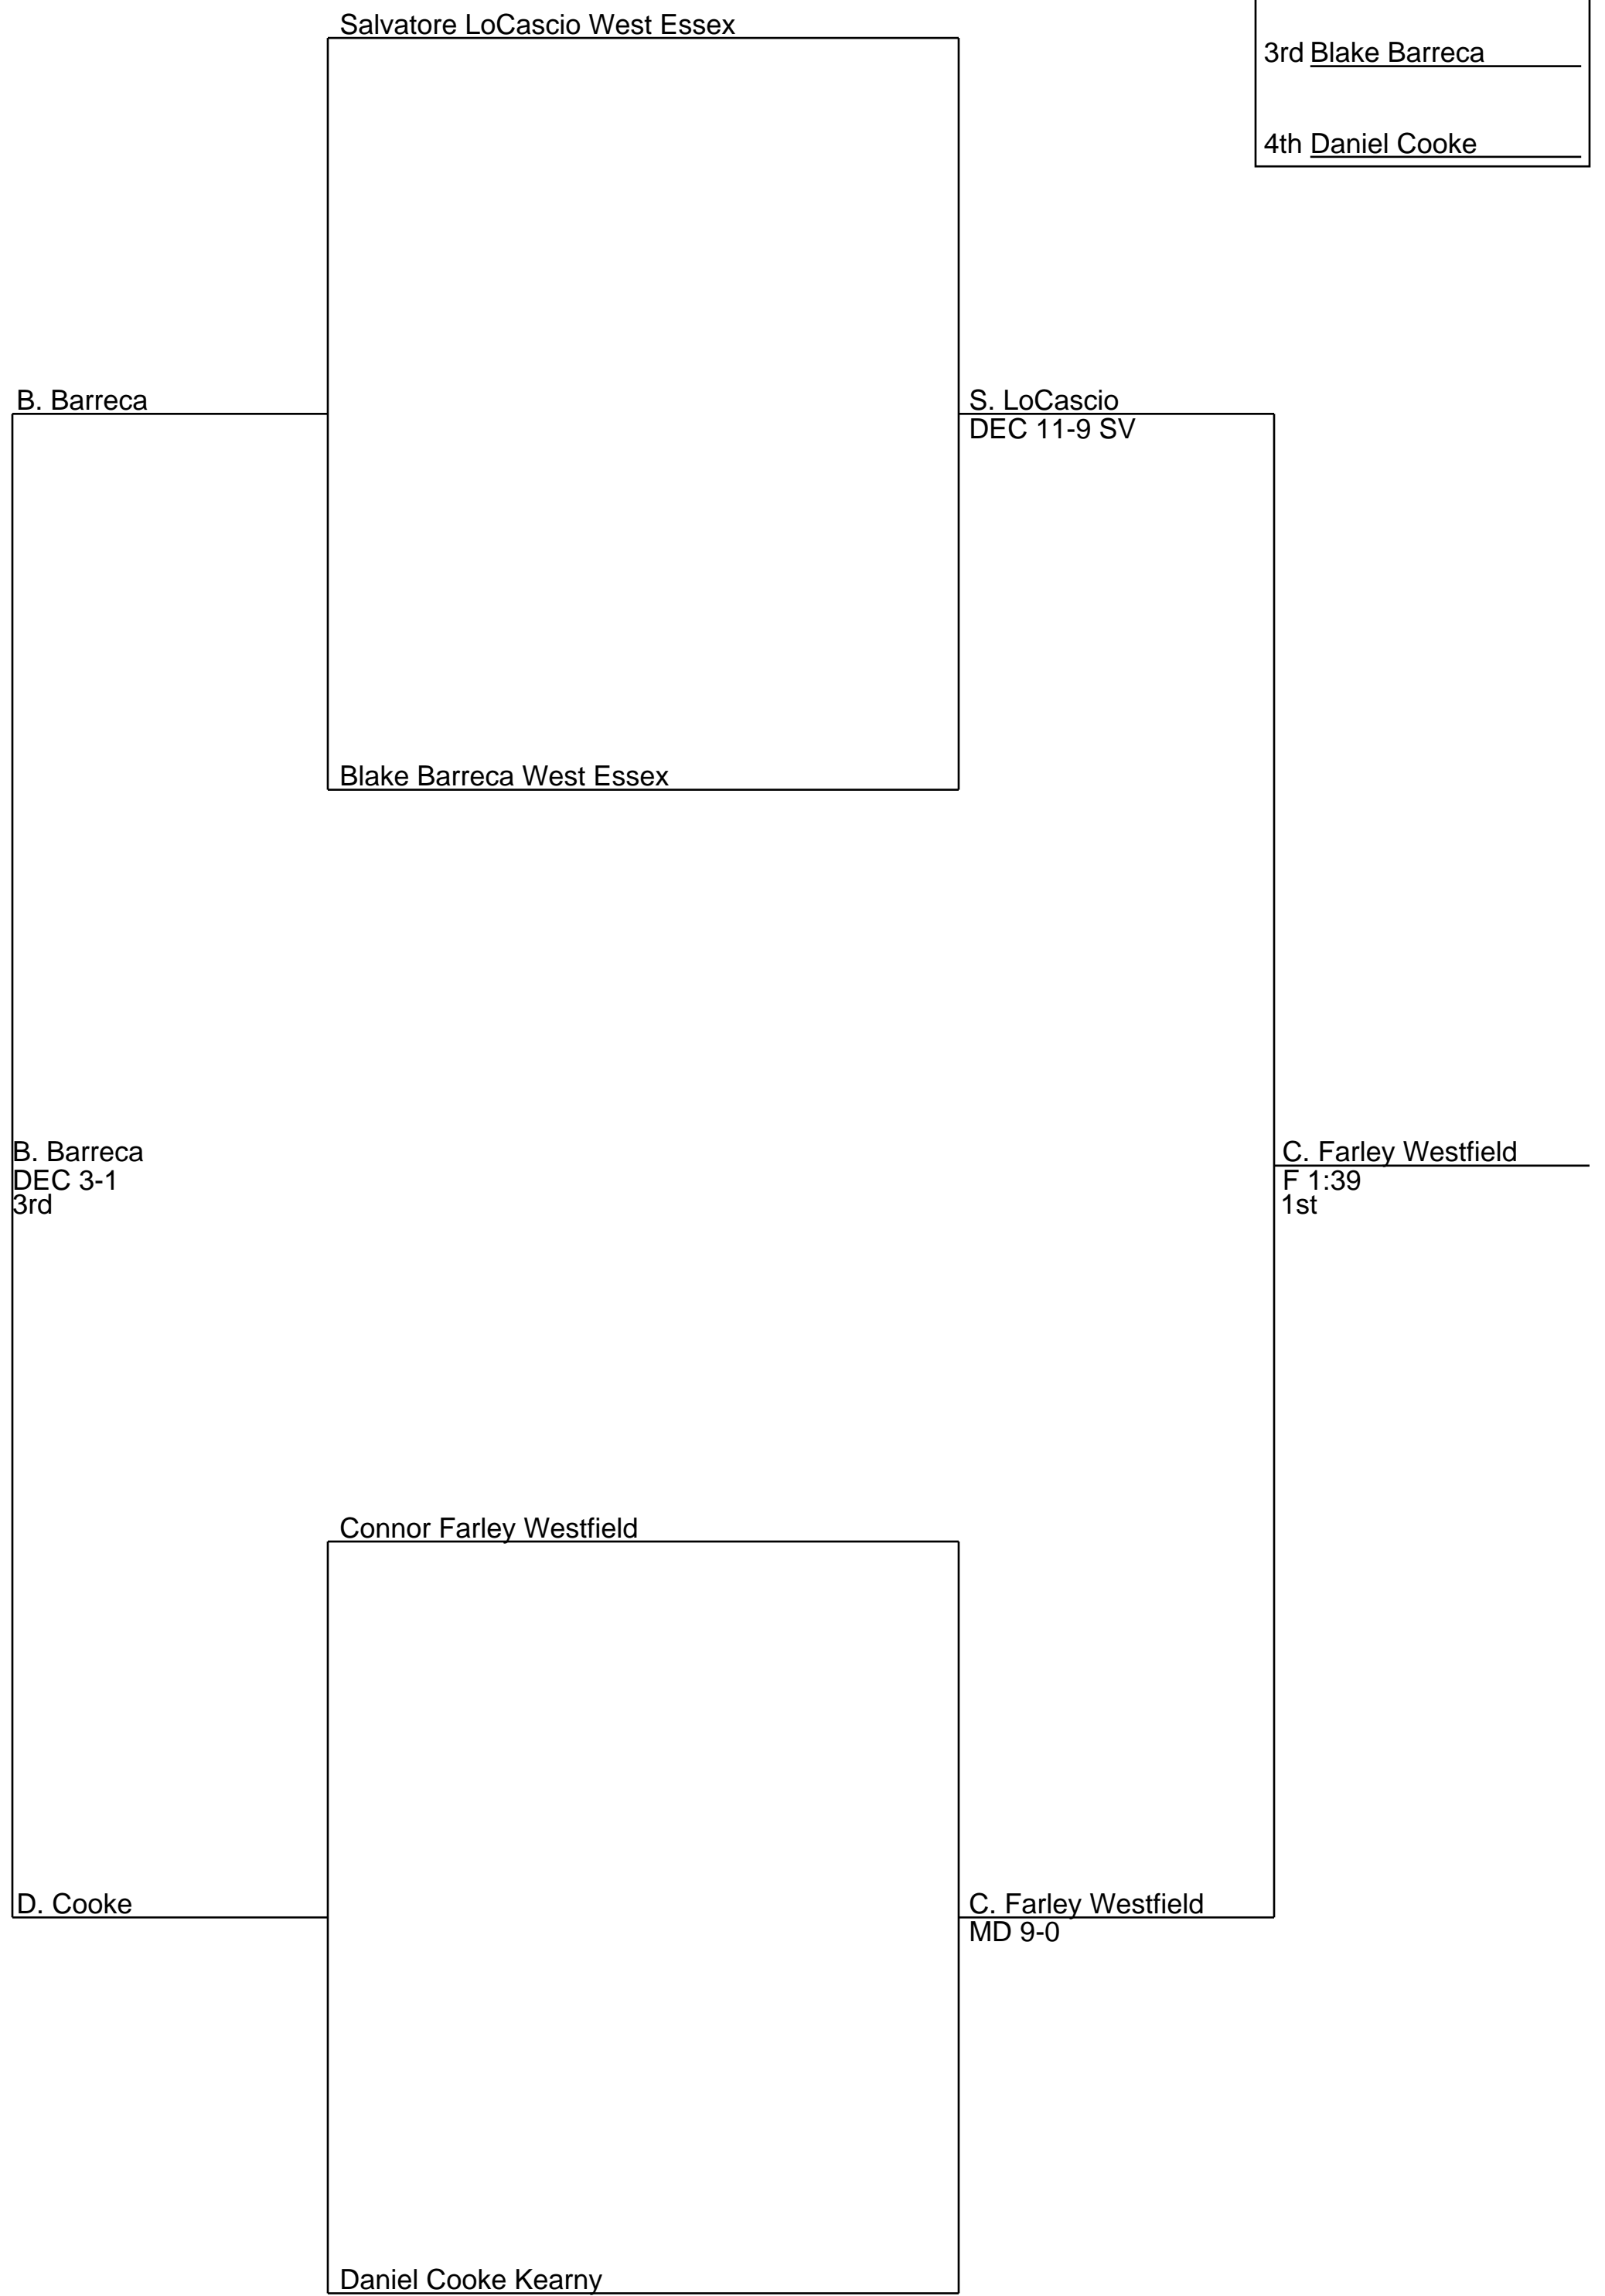 Salvatore LoCascio West Essex
3rd Blake Barreca
4th Daniel Cooke
B. Barreca
S. LoCascio
DEC 11-9 SV
Blake Barreca West Essex
B. Barreca
DEC 3-1
3rd
C. Farley Westfield
F 1:39
1st
Connor Farley Westfield
D. Cooke
C. Farley Westfield
MD 9-0
Daniel Cooke Kearny